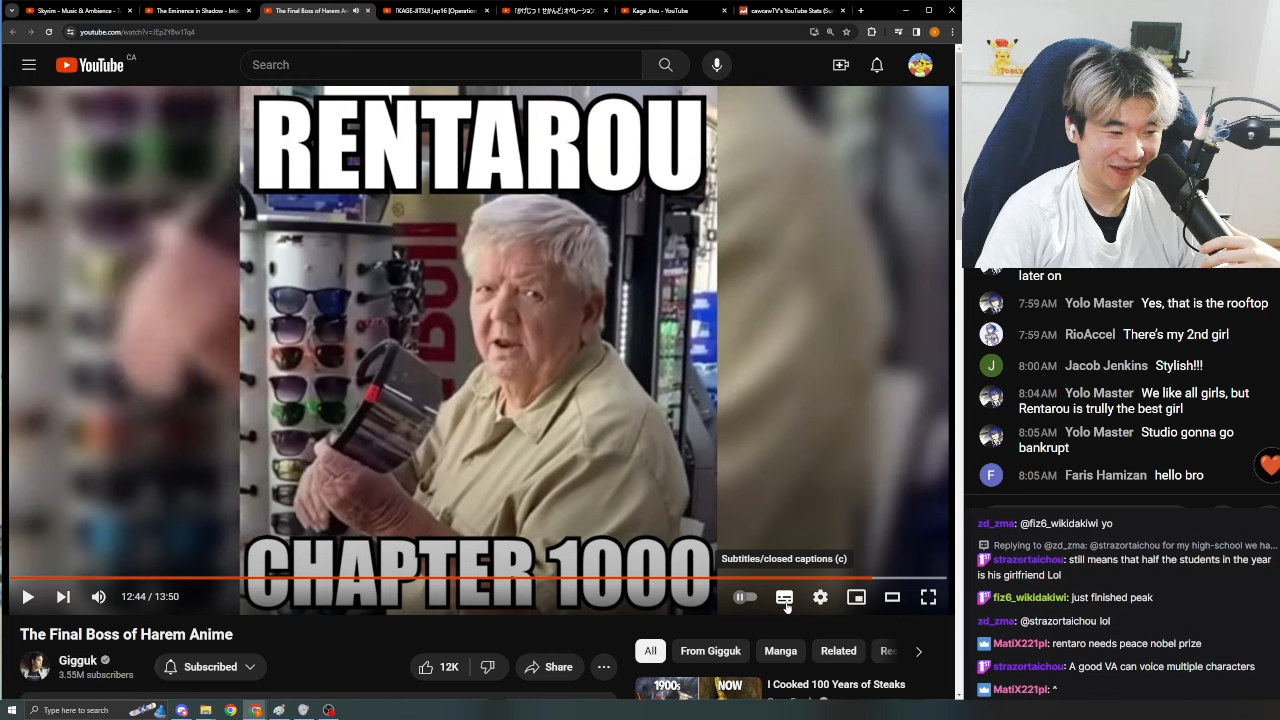 Skyrim - Music & Ambience - T
The Eminence in Shadow - Inte
The Final Boss of Harem An
「KAGE-JITSU!」ep16 [Operation
「かげじつ！せかんど」オペレーション
Kage Jitsu - YouTube
cawcawTV's YouTube Stats (Su
youtube.com/watch?v=IEp2YBw1Tq4
YouTube CA
Search
RENTAROU
CHAPTER 1000
Subtitles/closed captions (c)
12:44 / 13:50
The Final Boss of Harem Anime
Gigguk
3.55M subscribers
Subscribed
12K
Share
All
From Gigguk
Manga
Related
Rec
1900s
NOW
I Cooked 100 Years of Steaks
later on
7:59 AM Yolo Master Yes, that is the rooftop
7:59 AM RioAccel There's my 2nd girl
J
8:00 AM Jacob Jenkins Stylish!!!
8:04 AM Yolo Master We like all girls, but
Rentarou is trully the best girl
8:05 AM Yolo Master Studio gonna go
bankrupt
F
8:05 AM Faris Hamizan hello bro
zd_zma: @fiz6_wikidakiwi yo
Replying to @zd_zma: @strazortaichou for my high-school we ha...
1ST strazortaichou: still means that half the students in the year
is his girlfriend Lol
fiz6_wikidakiwi: just finished peak
zd_zma: @strazortaichou lol
MatiX221pl: rentaro needs peace nobel prize
1ST strazortaichou: A good VA can voice multiple characters
MatiX221pl: ^
Type here to search